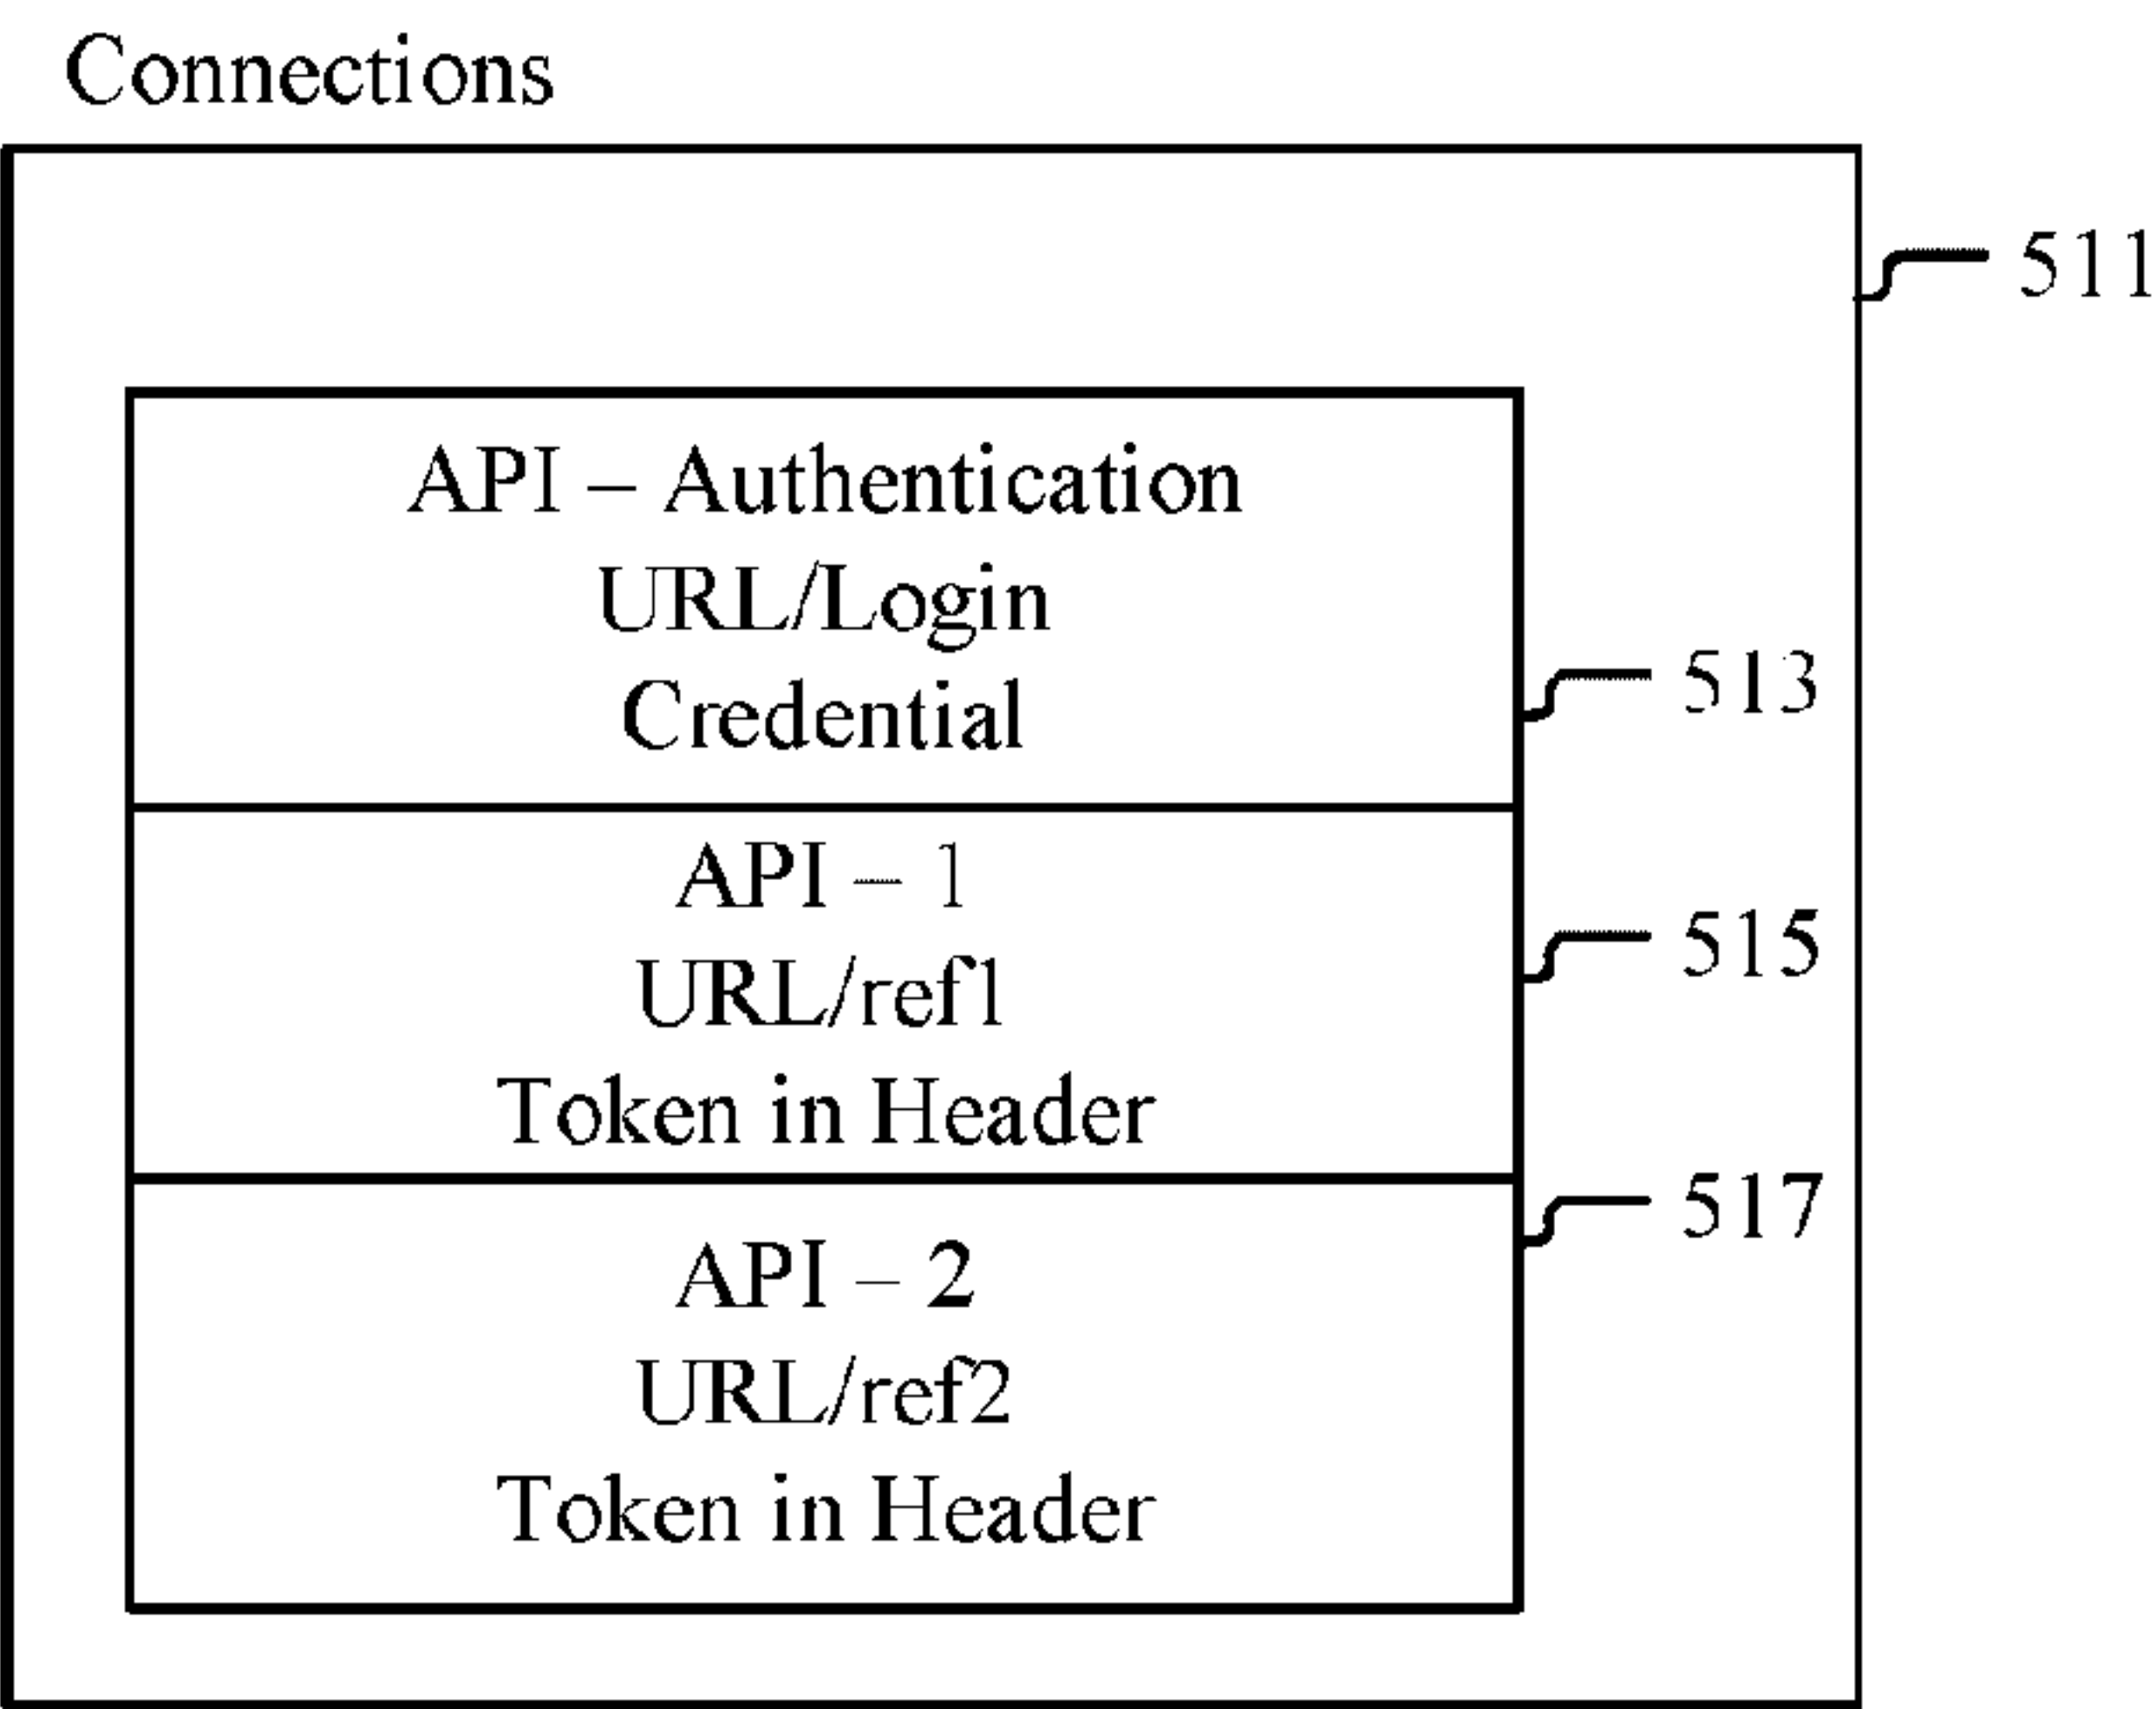 Connections
511
API – Authentication
URL/Login
Credential
513
API – 1
URL/ref1
Token in Header
515
API – 2
URL/ref2
Token in Header
517